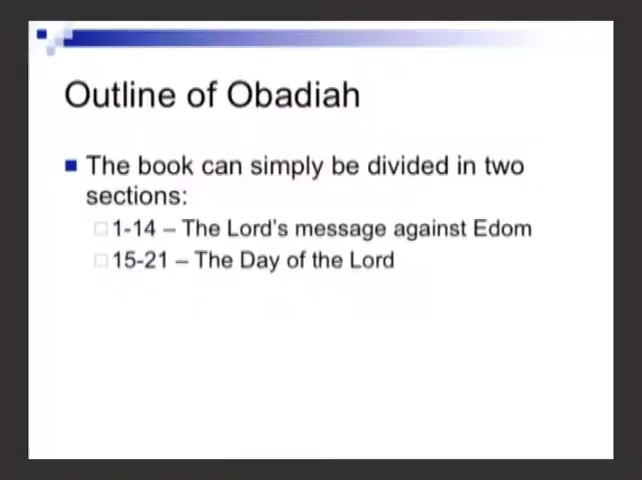 Outline of Obadiah
The book can simply be divided in two
sections:
1-14 – The Lord's message against Edom
15-21 – The Day of the Lord